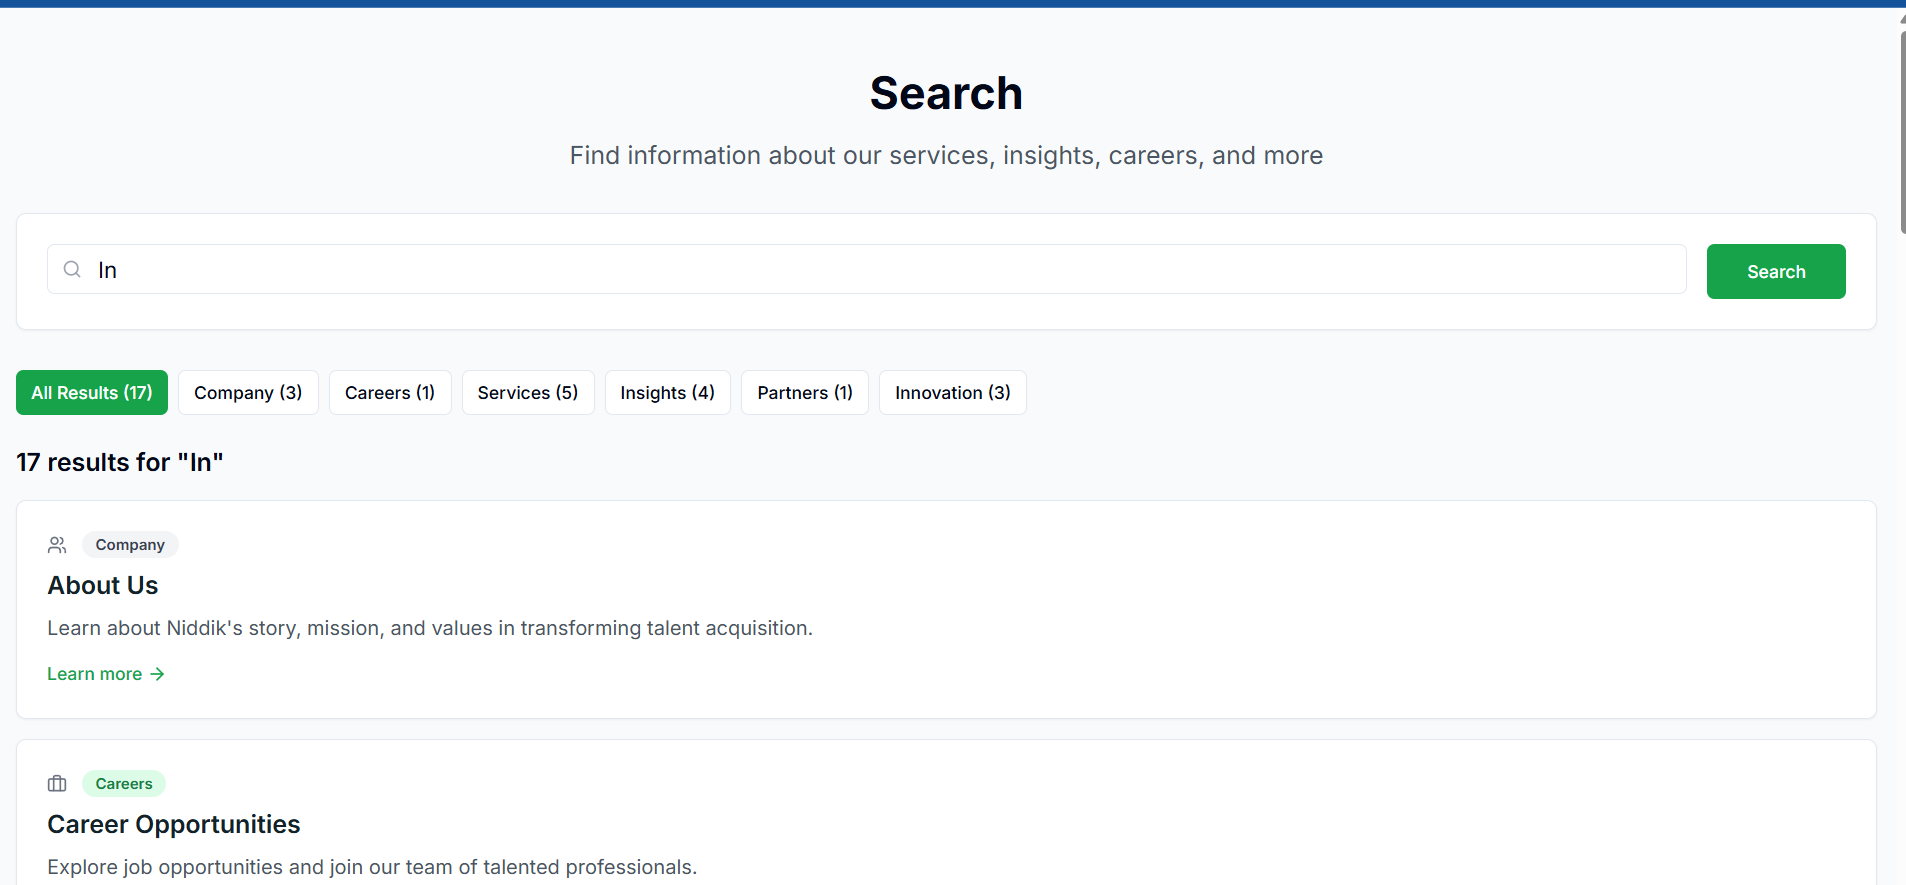 Search
Find information about our services, insights, careers, and more
In
Search
All Results (17)
Company (3)
Careers (1)
Services (5)
Insights (4)
Partners (1)
Innovation (3)
17 results for "In"
Company
About Us
Learn about Niddik's story, mission, and values in transforming talent acquisition.
Learn more →
Careers
Career Opportunities
Explore job opportunities and join our team of talented professionals.